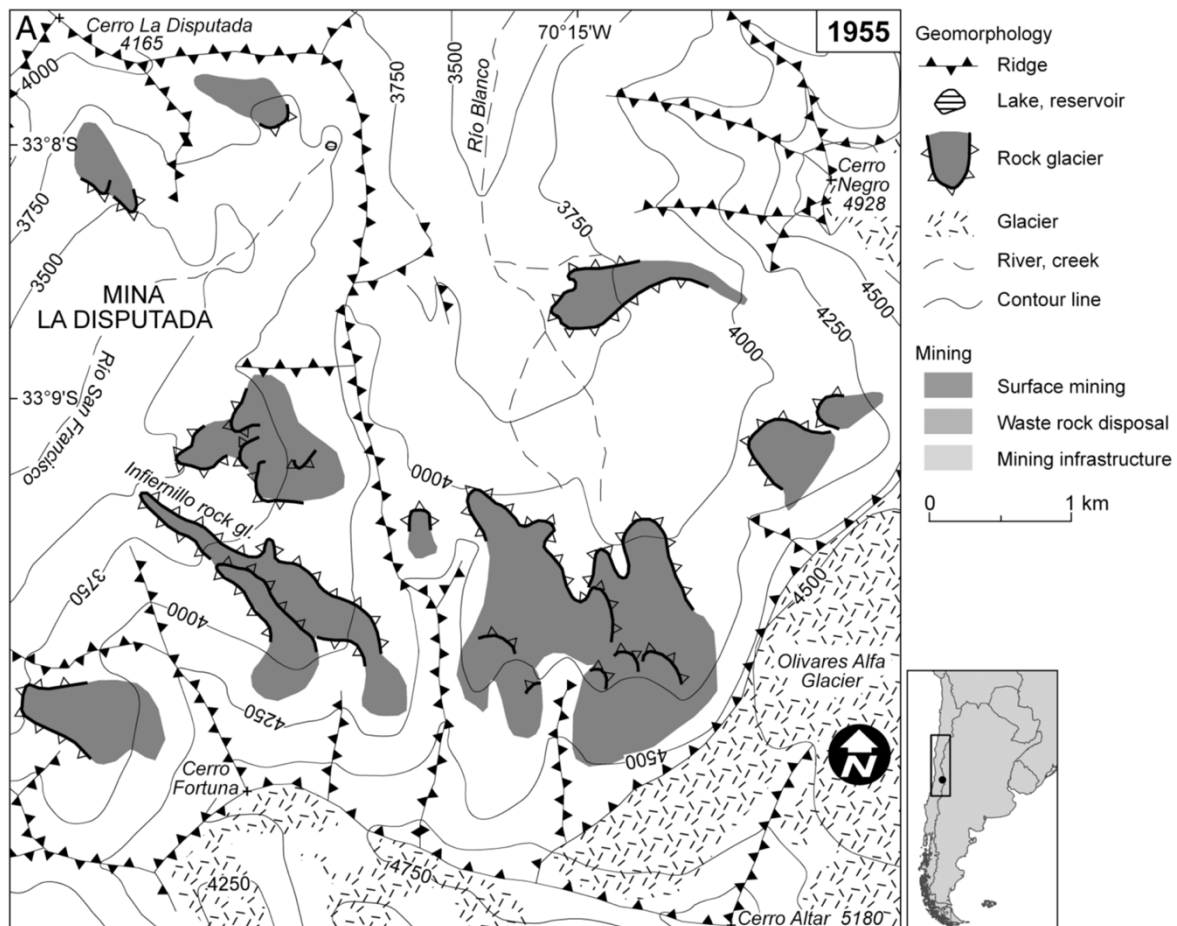 A
Cerro La Disputada
4165
70°15'W
1955
4000
3750
3500
Río Blanco
33°8'S
3750
3500
3750
Cerro
Negro
4928
4500
4250
4000
MINA
LA DISPUTADA
Río San Francisco
33°9'S
Infiernillo rock gl.
4000
3750
4000
4250
4500
4500
Olivares Alfa
Glacier
N
Cerro
Fortuna
4250
4750
Cerro Altar 5180
Geomorphology
Ridge
Lake, reservoir
Rock glacier
Glacier
River, creek
Contour line
Mining
Surface mining
Waste rock disposal
Mining infrastructure
0 1 km